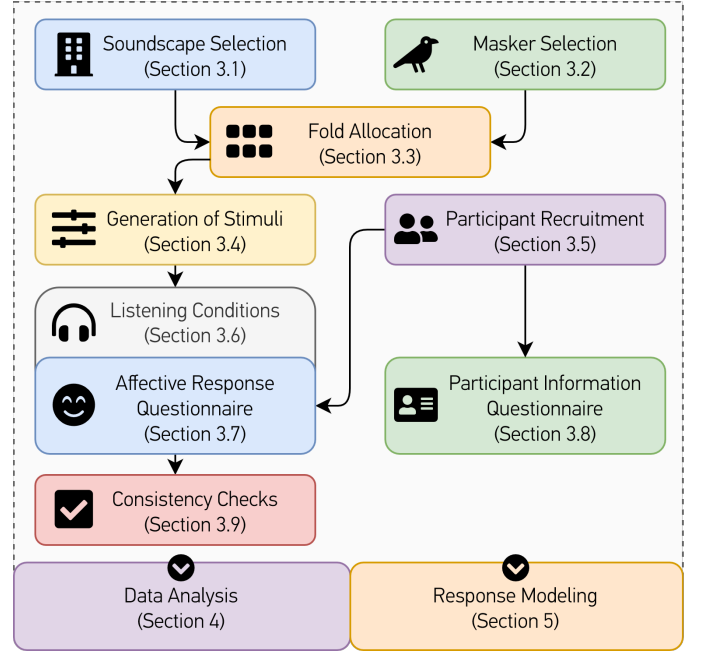 Soundscape Selection
(Section 3.1)
Masker Selection
(Section 3.2)
Fold Allocation
(Section 3.3)
Generation of Stimuli
(Section 3.4)
Participant Recruitment
(Section 3.5)
Listening Conditions
(Section 3.6)
Affective Response
Questionnaire
(Section 3.7)
Participant Information
Questionnaire
(Section 3.8)
Consistency Checks
(Section 3.9)
Data Analysis
(Section 4)
Response Modeling
(Section 5)